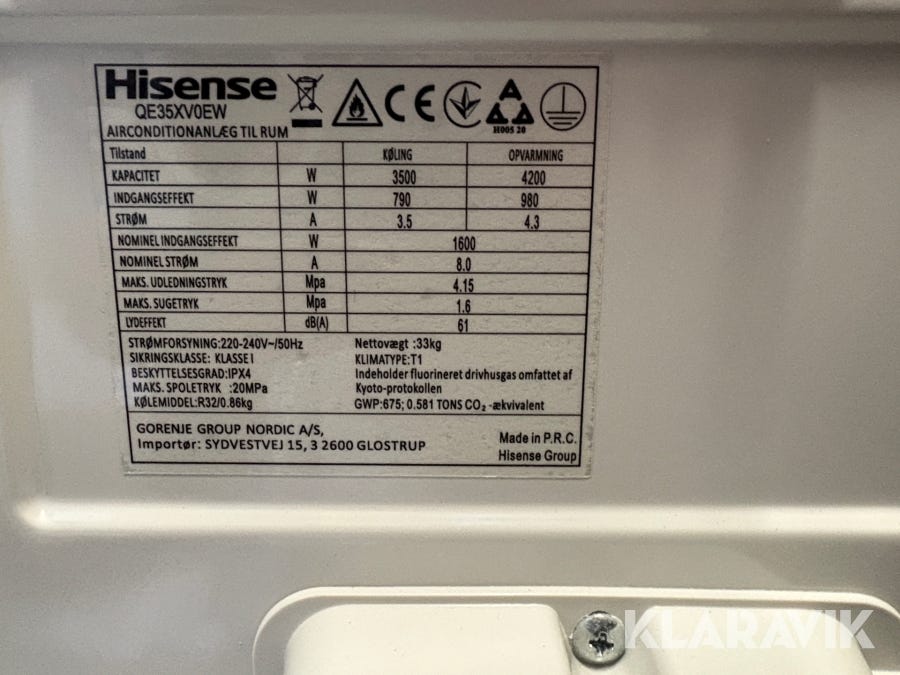 Hisense
QE35XV0EW
AIRCONDITIONANLÆG TIL RUM
CE
A
H005 20
Tilstand KØLING OPVARMNING
KAPACITET W 3500 4200
INDGANGSEFFEKT W 790 980
STRØM A 3.5 4.3
NOMINEL INDGANGSEFFEKT W 1600
NOMINEL STRØM A 8.0
MAKS. UDLEDNINGSTRYK Mpa 4.15
MAKS. SUGETRYK Mpa 1.6
LYDEFFEKT dB(A) 61
STRØMFORSYNING:220-240V~/50Hz Nettovægt :33kg
SIKRINGSKLASSE: KLASSE I KLIMATYPE:T1
BESKYTTELSESGRAD:IPX4 Indeholder fluorineret drivhusgas omfattet af
MAKS. SPOLETRYK :20MPa Kyoto-protokollen
KØLEMIDDEL:R32/0.86kg GWP:675; 0.581 TONS CO₂ -ækvivalent
GORENJE GROUP NORDIC A/S,
Importør: SYDVESTVEJ 15, 3 2600 GLOSTRUP
Made in P.R.C.
Hisense Group
KLARAVIK